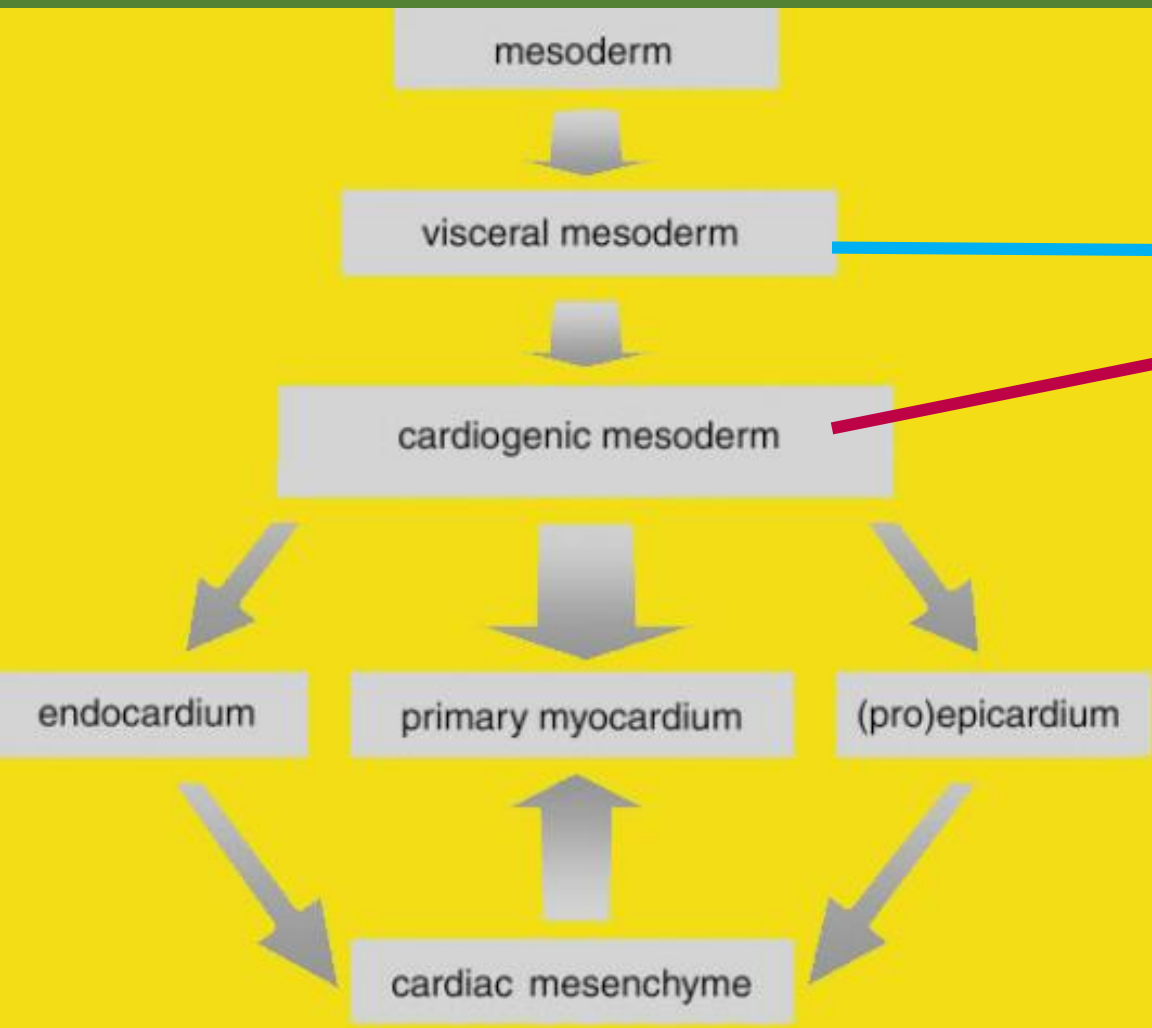 mesoderm
visceral mesoderm
cardiogenic mesoderm
endocardium
primary myocardium
(pro)epicardium
cardiac mesenchyme